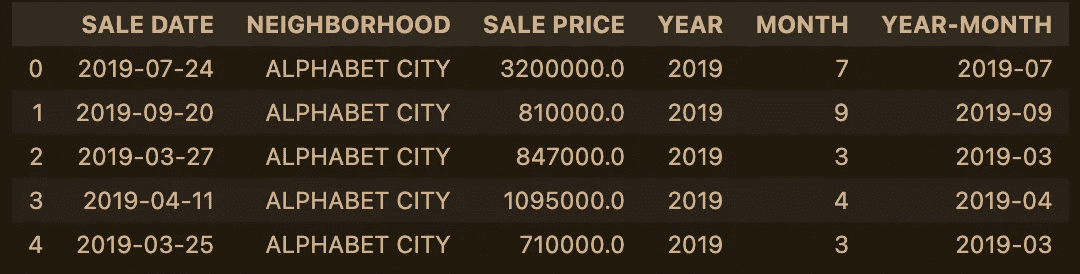 SALE DATE NEIGHBORHOOD SALE PRICE YEAR MONTH YEAR-MONTH
0 2019-07-24 ALPHABET CITY 3200000.0 2019 7 2019-07
1 2019-09-20 ALPHABET CITY 810000.0 2019 9 2019-09
2 2019-03-27 ALPHABET CITY 847000.0 2019 3 2019-03
3 2019-04-11 ALPHABET CITY 1095000.0 2019 4 2019-04
4 2019-03-25 ALPHABET CITY 710000.0 2019 3 2019-03